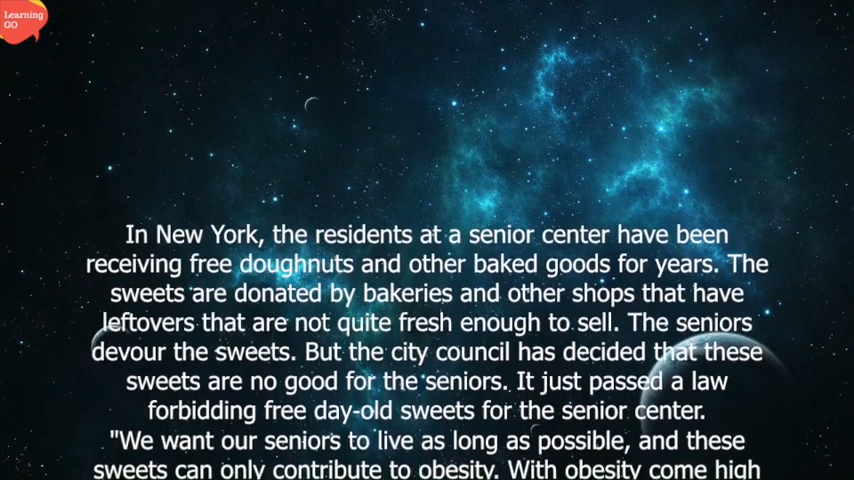 Learning
GO
In New York, the residents at a senior center have been
receiving free doughnuts and other baked goods for years. The
sweets are donated by bakeries and other shops that have
leftovers that are not quite fresh enough to sell. The seniors
devour the sweets. But the city council has decided that these
sweets are no good for the seniors. It just passed a law
forbidding free day-old sweets for the senior center.
"We want our seniors to live as long as possible, and these
sweets can only contribute to obesity. With obesity come high